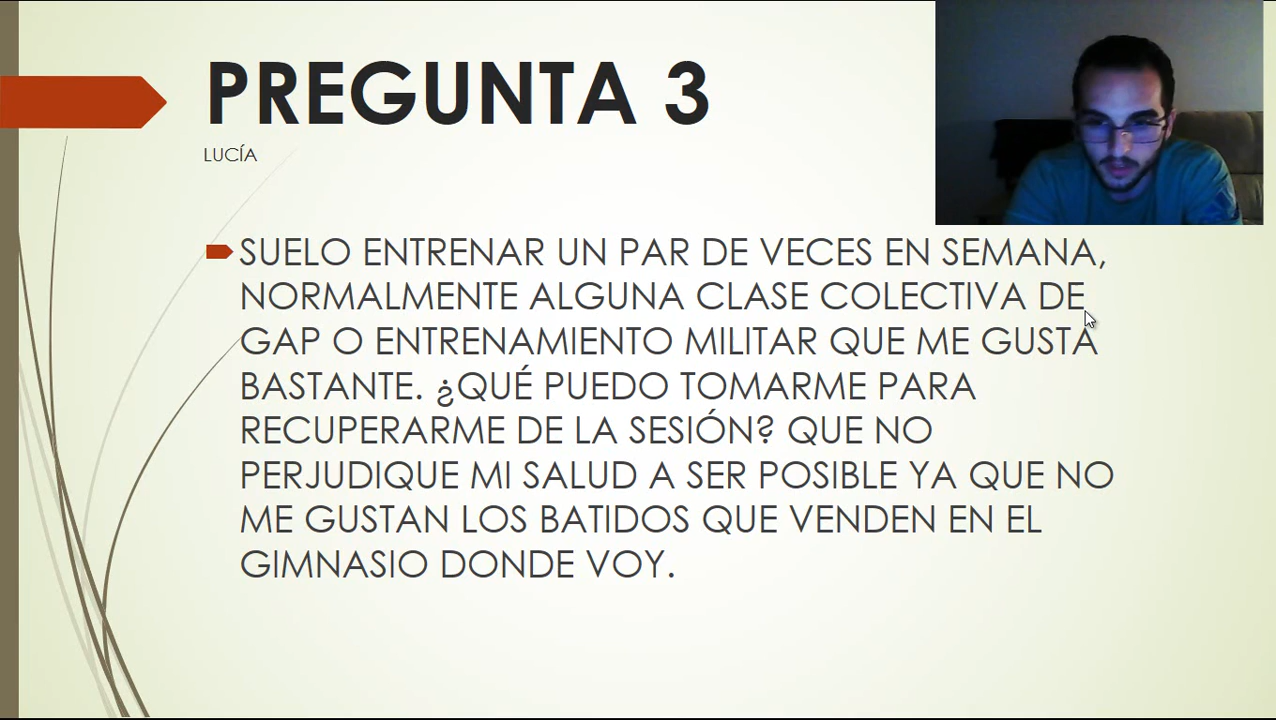 PREGUNTA 3
LUCÍA
SUELO ENTRENAR UN PAR DE VECES EN SEMANA,
NORMALMENTE ALGUNA CLASE COLECTIVA DE
GAP O ENTRENAMIENTO MILITAR QUE ME GUSTA
BASTANTE. ¿QUÉ PUEDO TOMARME PARA
RECUPERARME DE LA SESIÓN? QUE NO
PERJUDIQUE MI SALUD A SER POSIBLE YA QUE NO
ME GUSTAN LOS BATIDOS QUE VENDEN EN EL
GIMNASIO DONDE VOY.